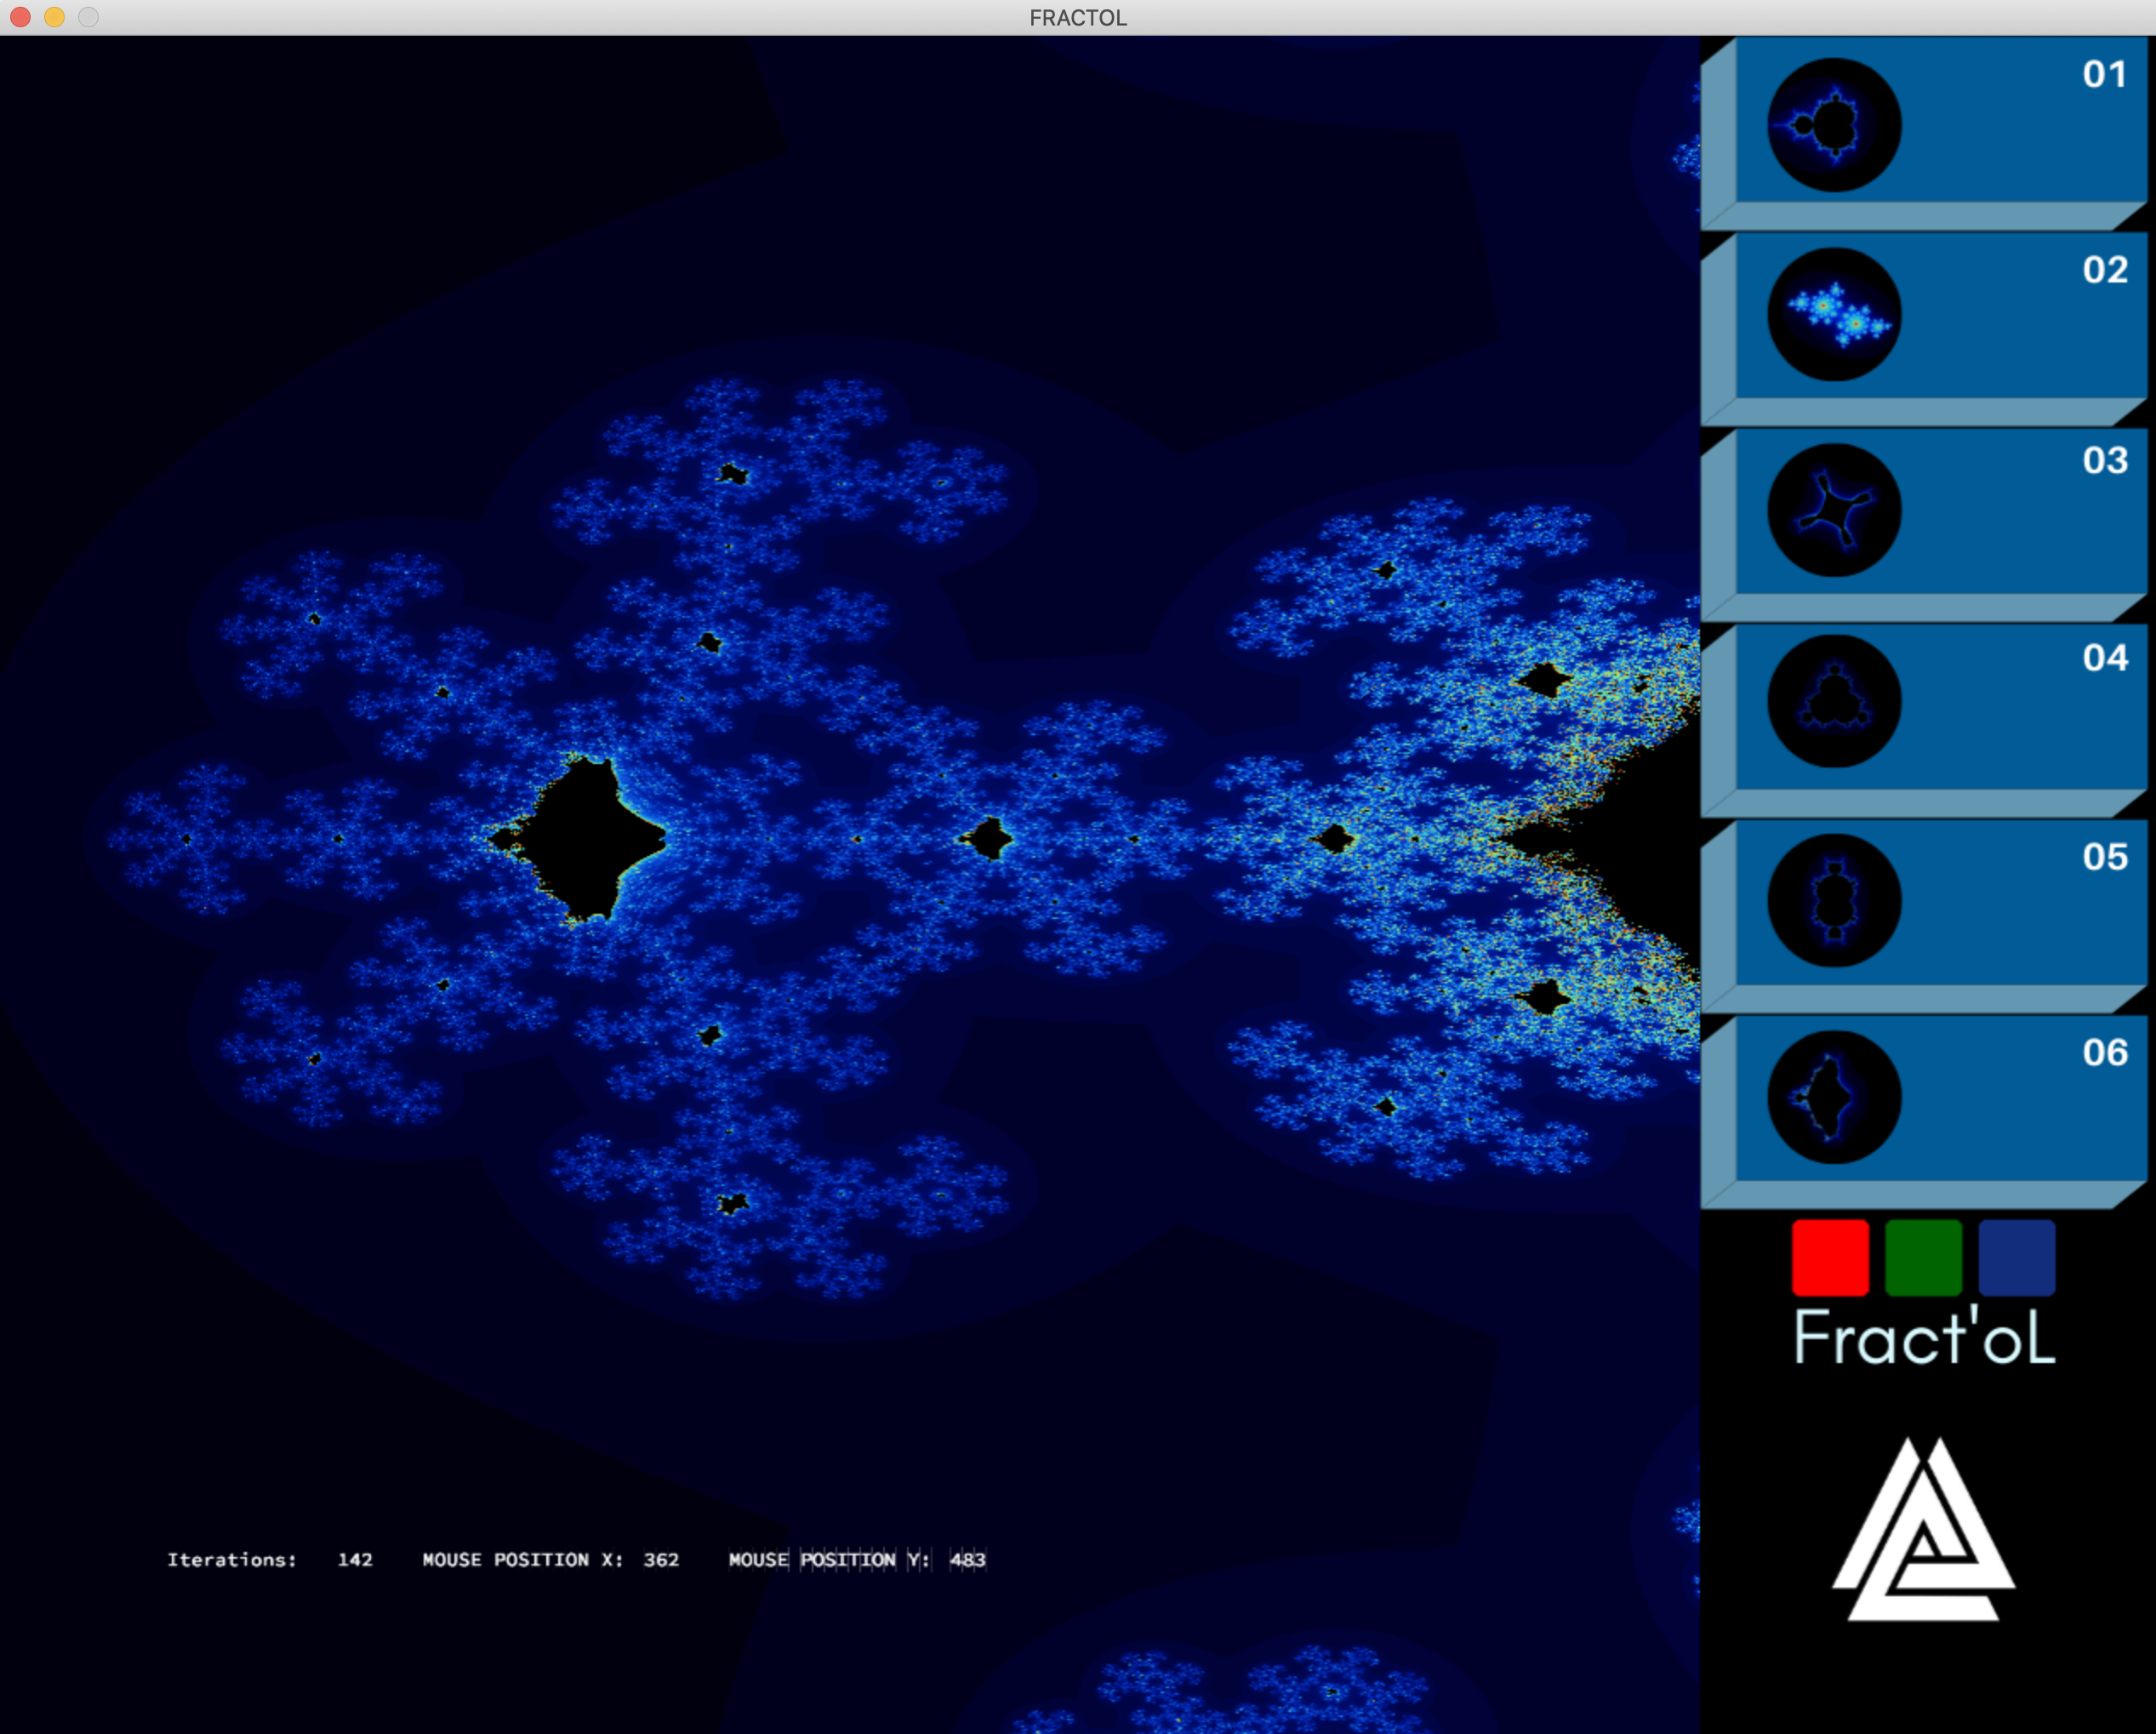 FRACTOL
01
02
03
04
05
06
Fract'oL
Iterations: 142 MOUSE POSITION X: 362 MOUSE POSITION Y: 483